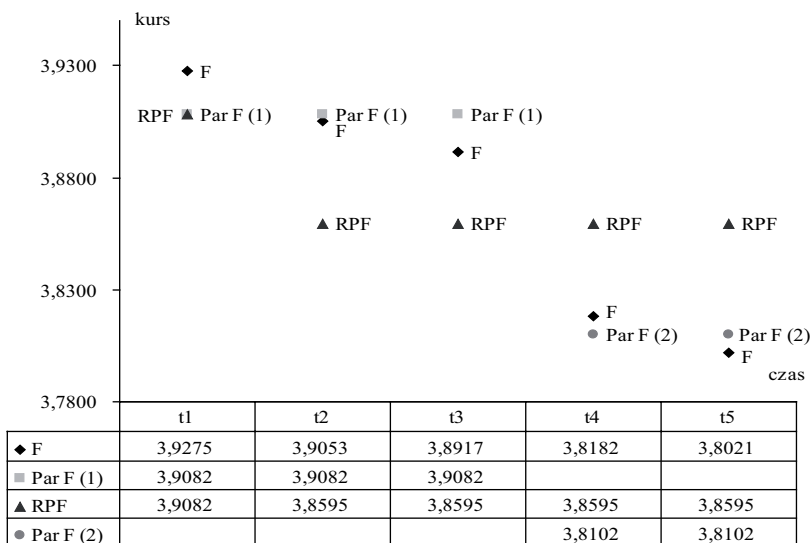 kurs
3,9300
F
RPF Par F (1) Par F (1) Par F (1)
F
F
3,8800
RPF RPF RPF RPF
3,8300
F
Par F (2) Par F (2)
F
czas
3,7800
t1 t2 t3 t4 t5
F 3,9275 3,9053 3,8917 3,8182 3,8021
Par F (1) 3,9082 3,9082 3,9082
RPF 3,9082 3,8595 3,8595 3,8595 3,8595
Par F (2) 3,8102 3,8102